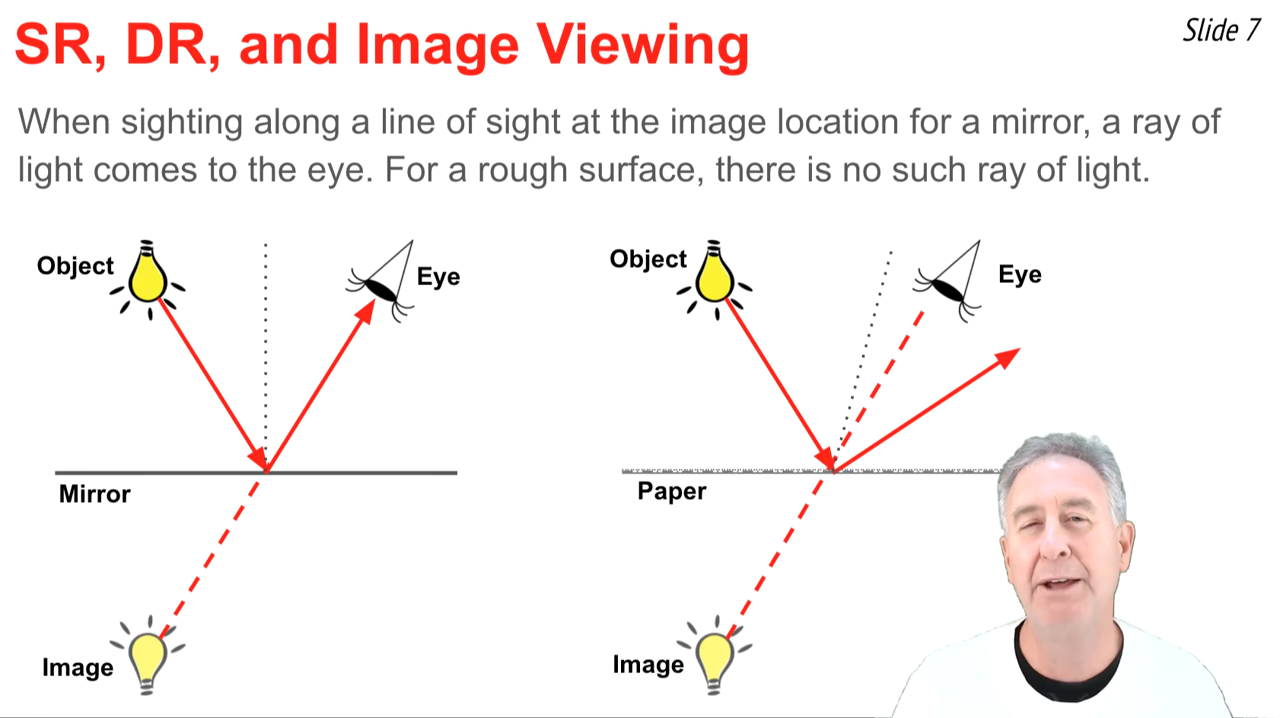 SR, DR, and Image Viewing
Slide 7
When sighting along a line of sight at the image location for a mirror, a ray of
light comes to the eye. For a rough surface, there is no such ray of light.
Object
Eye
Object
Eye
Mirror
Paper
Image
Image